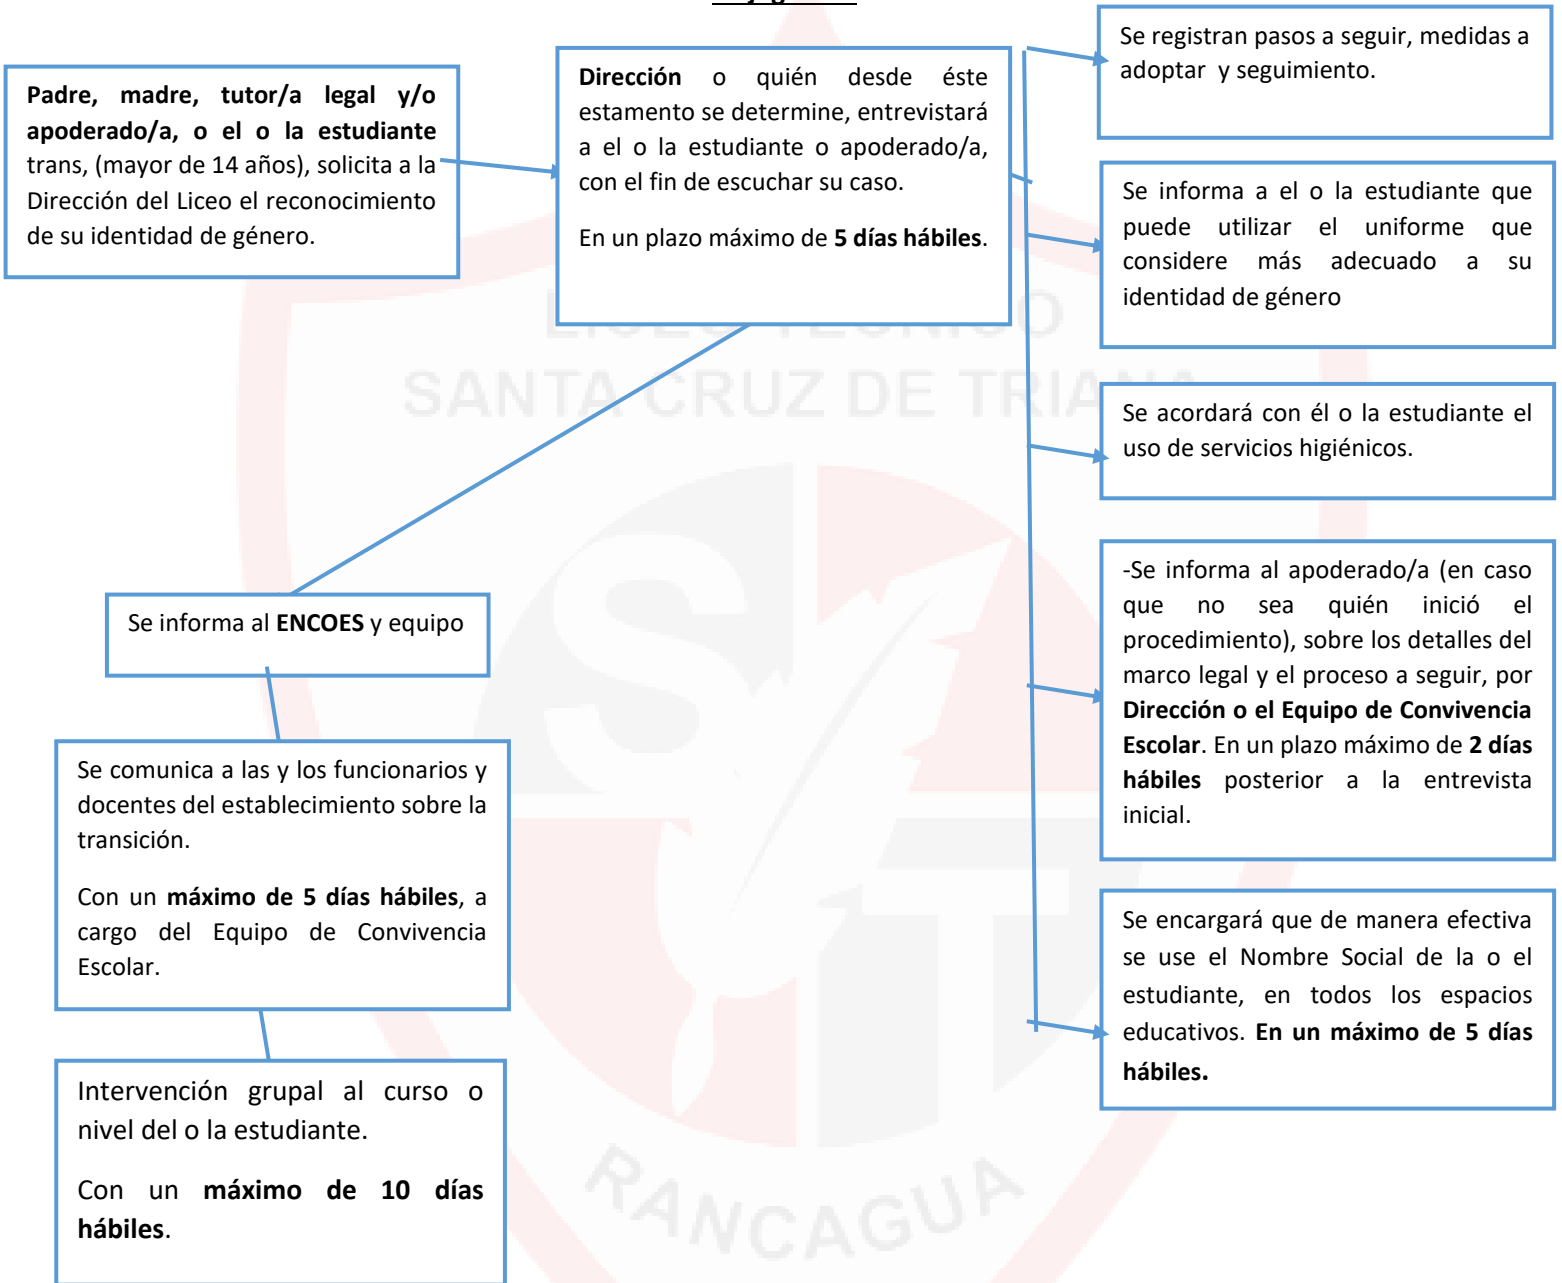 Padre, madre, tutor/a legal y/o
apoderado/a, o el o la estudiante
trans, (mayor de 14 años), solicita a la
Dirección del Liceo el reconocimiento
de su identidad de género.
Dirección o quién desde éste
estamento se determine, entrevistará
a el o la estudiante o apoderado/a,
con el fin de escuchar su caso.
En un plazo máximo de 5 días hábiles.
Se registran pasos a seguir, medidas a
adoptar y seguimiento.
Se informa a el o la estudiante que
puede utilizar el uniforme que
considere más adecuado a su
identidad de género
Se acordará con él o la estudiante el
uso de servicios higiénicos.
-Se informa al apoderado/a (en caso
que no sea quién inició el
procedimiento), sobre los detalles del
marco legal y el proceso a seguir, por
Dirección o el Equipo de Convivencia
Escolar. En un plazo máximo de 2 días
hábiles posterior a la entrevista
inicial.
Se encargará que de manera efectiva
se use el Nombre Social de la o el
estudiante, en todos los espacios
educativos. En un máximo de 5 días
hábiles.
Se informa al ENCOES y equipo
Se comunica a las y los funcionarios y
docentes del establecimiento sobre la
transición.
Con un máximo de 5 días hábiles, a
cargo del Equipo de Convivencia
Escolar.
Intervención grupal al curso o
nivel del o la estudiante.
Con un máximo de 10 días
hábiles.
SANTA CRUZ DE TRIANA
S
T
RANCAGUA